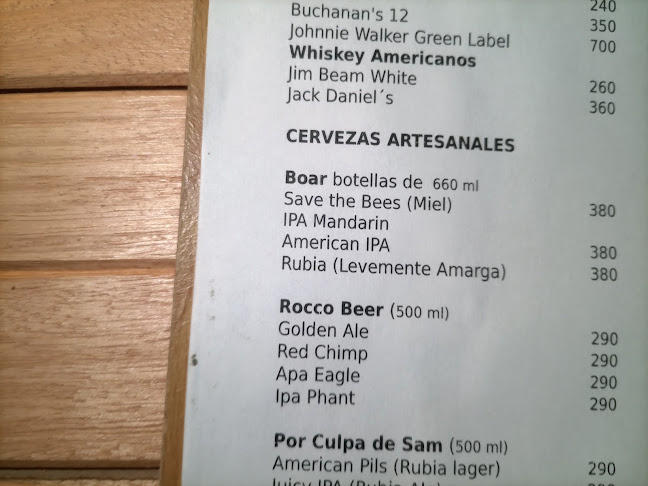 240
Buchanan's 12 350
Johnnie Walker Green Label 700
Whiskey Americanos
Jim Beam White 260
Jack Daniel´s 360
CERVEZAS ARTESANALES
Boar botellas de 660 ml
Save the Bees (Miel) 380
IPA Mandarin
American IPA 380
Rubia (Levemente Amarga) 380
Rocco Beer (500 ml)
Golden Ale 290
Red Chimp 290
Apa Eagle 290
Ipa Phant 290
Por Culpa de Sam (500 ml)
American Pils (Rubia lager) 290
Juicy IPA (Rubia